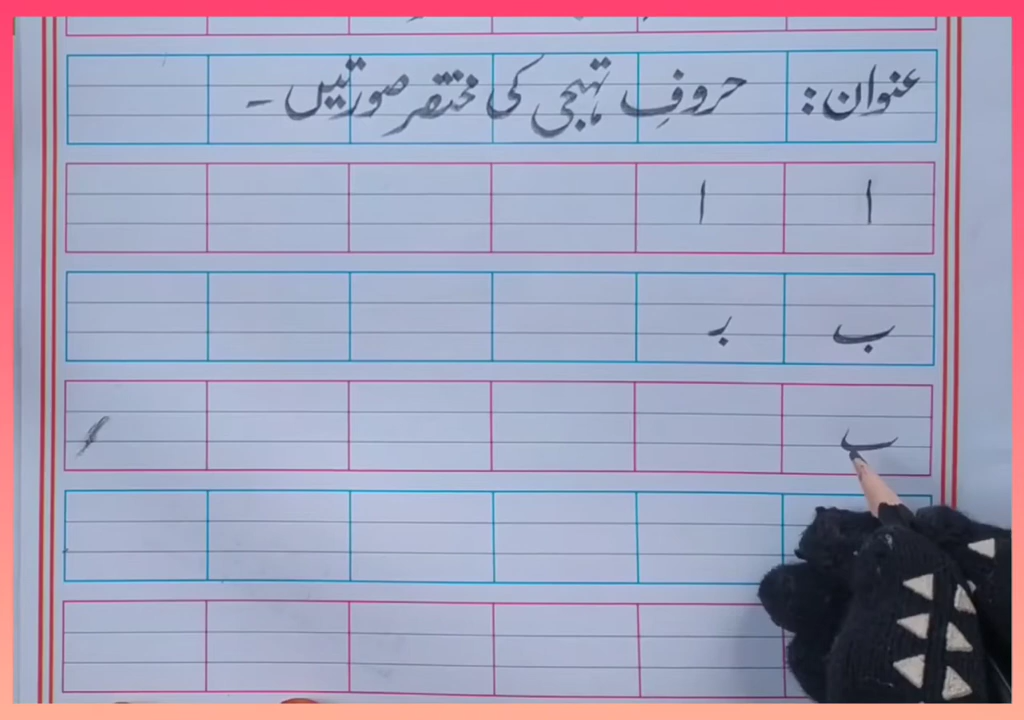 عنوان: حروفِ تہجی کی مختصر صورتیں۔
ا ا
ب بـ